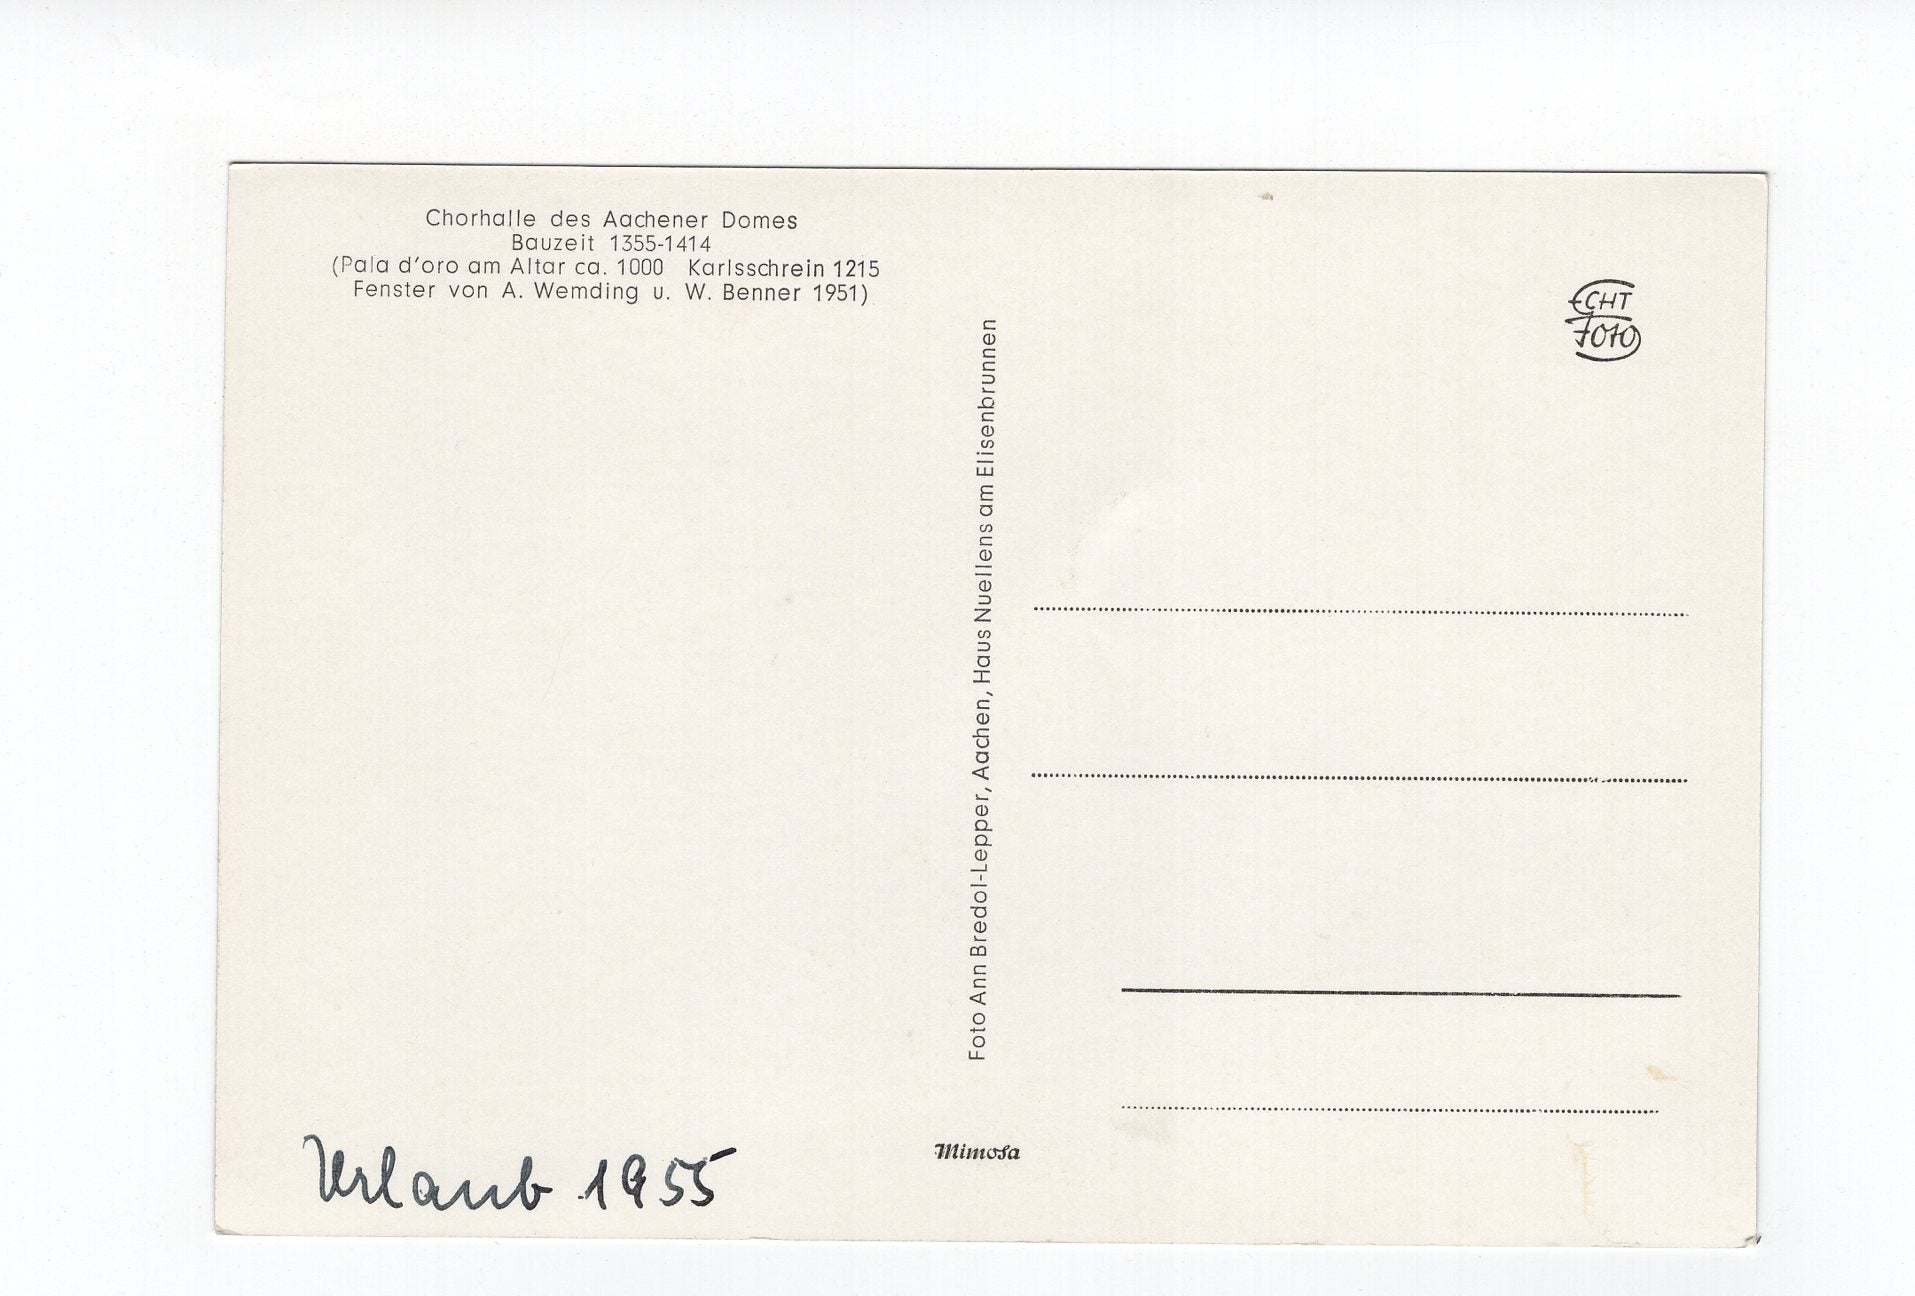 Chorhalle des Aachener Domes
Bauzeit 1355-1414
(Pala d'oro am Altar ca. 1000 Karlsschrein 1215
Fenster von A. Wemding u. W. Benner 1951)
Foto Ann Bredol-Lepper, Aachen, Haus Nuellens am Elisenbrunnen
ECHT
Foto
Mimosa
Urlaub 1955